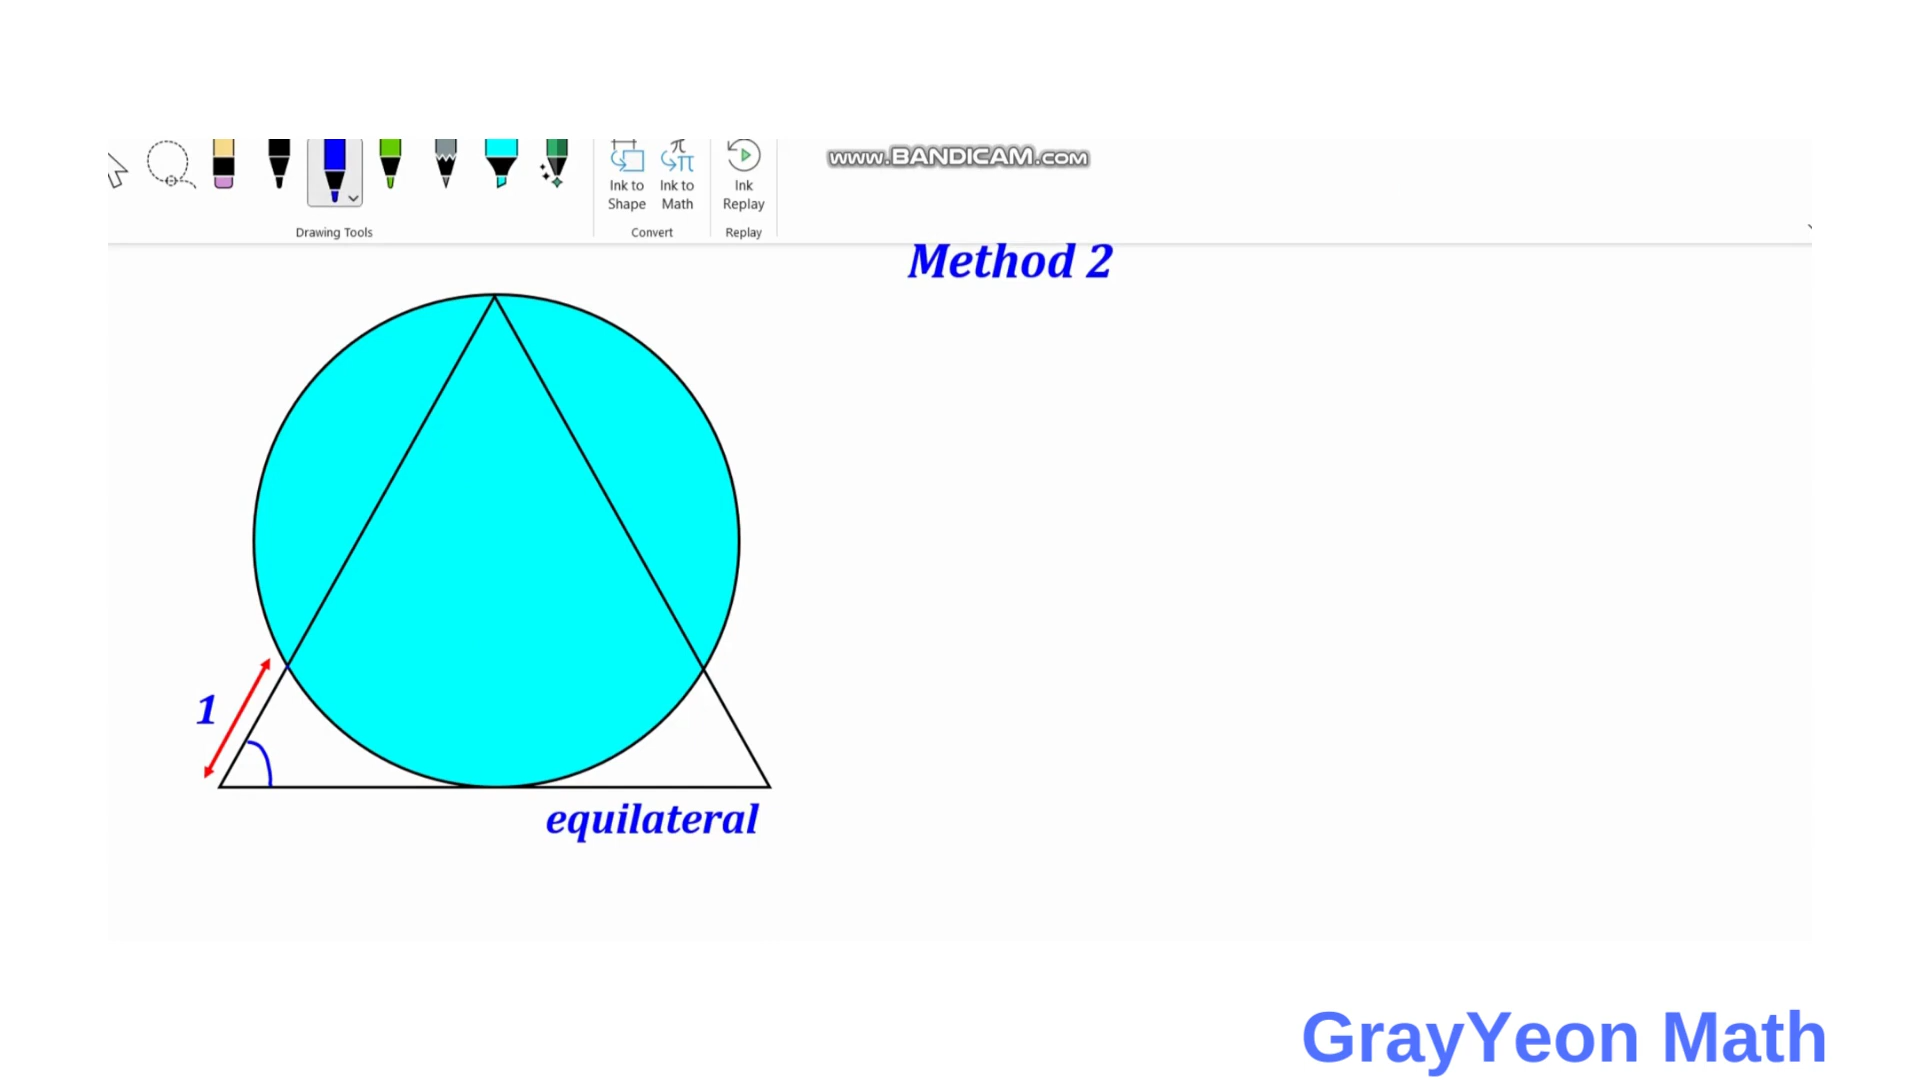 Ink to Shape
Ink to Math
Ink Replay
Drawing Tools
Convert
Replay
www.BANDICAM.com
Method 2
1
equilateral
GrayYeon Math